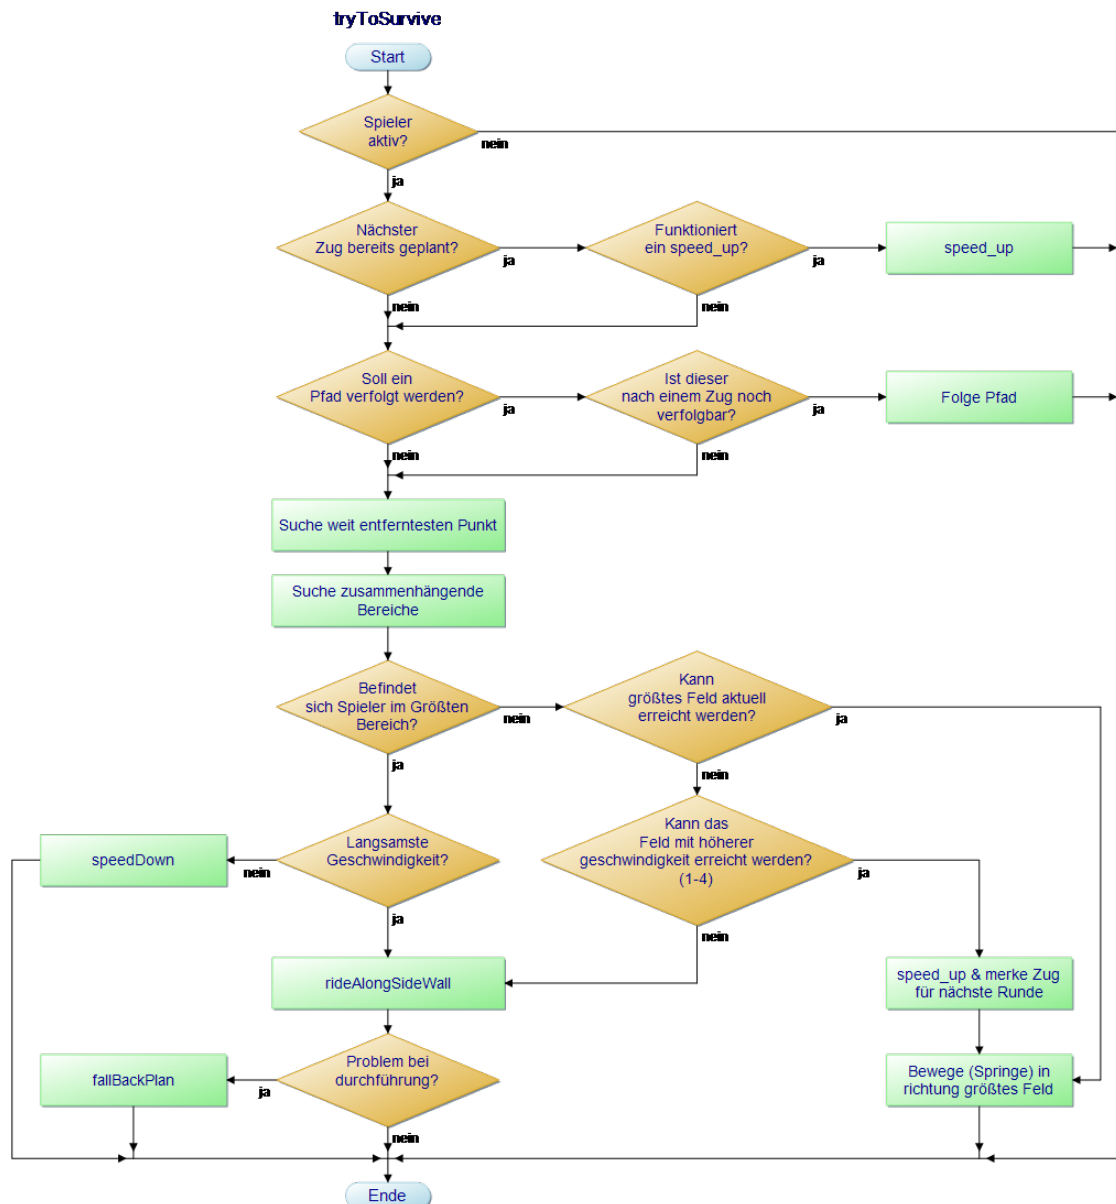 tryToSurvive
Start
Spieler
aktiv?
nein
ja
Nächster
Zug bereits geplant?
ja
nein
Funktioniert
ein speed_up?
ja
nein
speed_up
Soll ein
Pfad verfolgt werden?
ja
nein
Ist dieser
nach einem Zug noch
verfolgbar?
ja
nein
Folge Pfad
Suche weit entferntesten Punkt
Suche zusammenhängende
Bereiche
Befindet
sich Spieler im Größten
Bereich?
nein
ja
Kann
größtes Feld aktuell
erreicht werden?
ja
nein
Langsamste
Geschwindigkeit?
nein
ja
speedDown
Kann das
Feld mit höherer
geschwindigkeit erreicht werden?
(1-4)
ja
nein
rideAlongSideWall
speed_up & merke Zug
für nächste Runde
Problem bei
durchführung?
ja
nein
fallBackPlan
Bewege (Springe) in
richtung größtes Feld
Ende